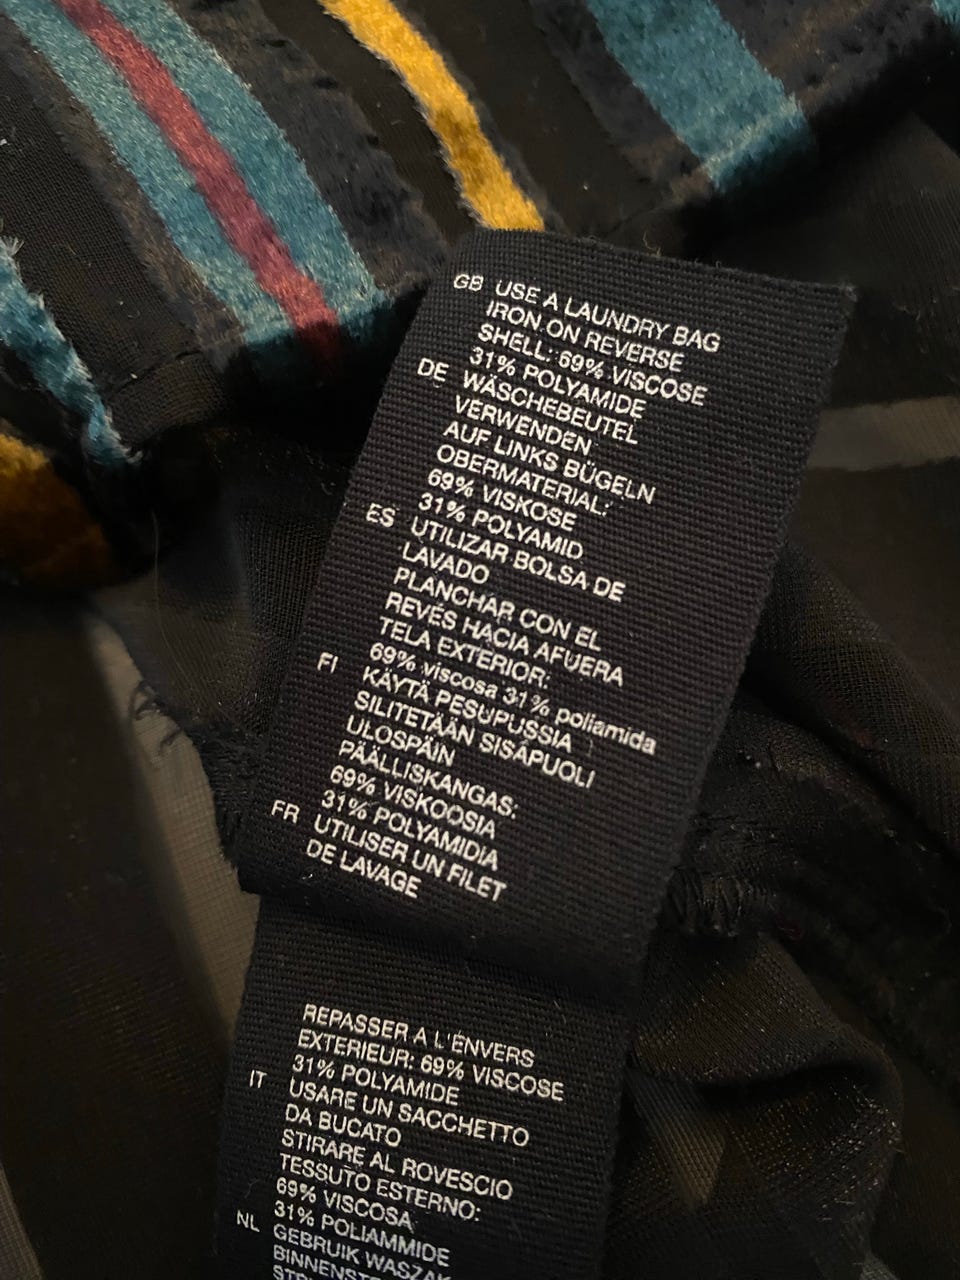 GB USE A LAUNDRY BAG
IRON ON REVERSE
SHELL: 69% VISCOSE
31% POLYAMIDE
DE WÄSCHEBEUTEL
VERWENDEN
AUF LINKS BÜGELN
OBERMATERIAL:
69% VISKOSE
31% POLYAMID
ES UTILIZAR BOLSA DE
LAVADO
PLANCHAR CON EL
REVÉS HACIA AFUERA
TELA EXTERIOR:
69% viscosa 31% poliamida
FI KÄYTÄ PESUPUSSIA
SILITETÄÄN SISÄPUOLI
ULOSPÄIN
PÄÄLLISKANGAS:
69% VISKOOSIA
31% POLYAMIDIA
FR UTILISER UN FILET
DE LAVAGE
REPASSER A L'ENVERS
EXTERIEUR: 69% VISCOSE
31% POLYAMIDE
IT USARE UN SACCHETTO
DA BUCATO
STIRARE AL ROVESCIO
TESSUTO ESTERNO:
69% VISCOSA
31% POLIAMMIDE
NL GEBRUIK WASZAK